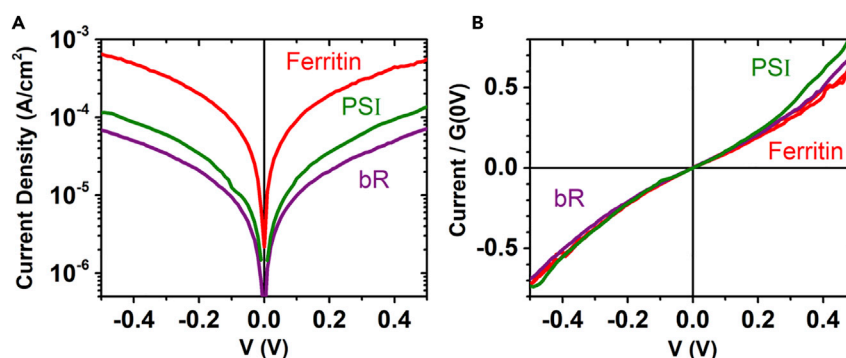 A
Current Density (A/cm²)
10⁻³
10⁻⁴
10⁻⁵
10⁻⁶
Ferritin
PSI
bR
-0.4 -0.2 0.0 0.2 0.4
V (V)
B
Current / G(0V)
0.5
0.0
-0.5
PSI
Ferritin
bR
-0.4 -0.2 0.0 0.2 0.4
V (V)